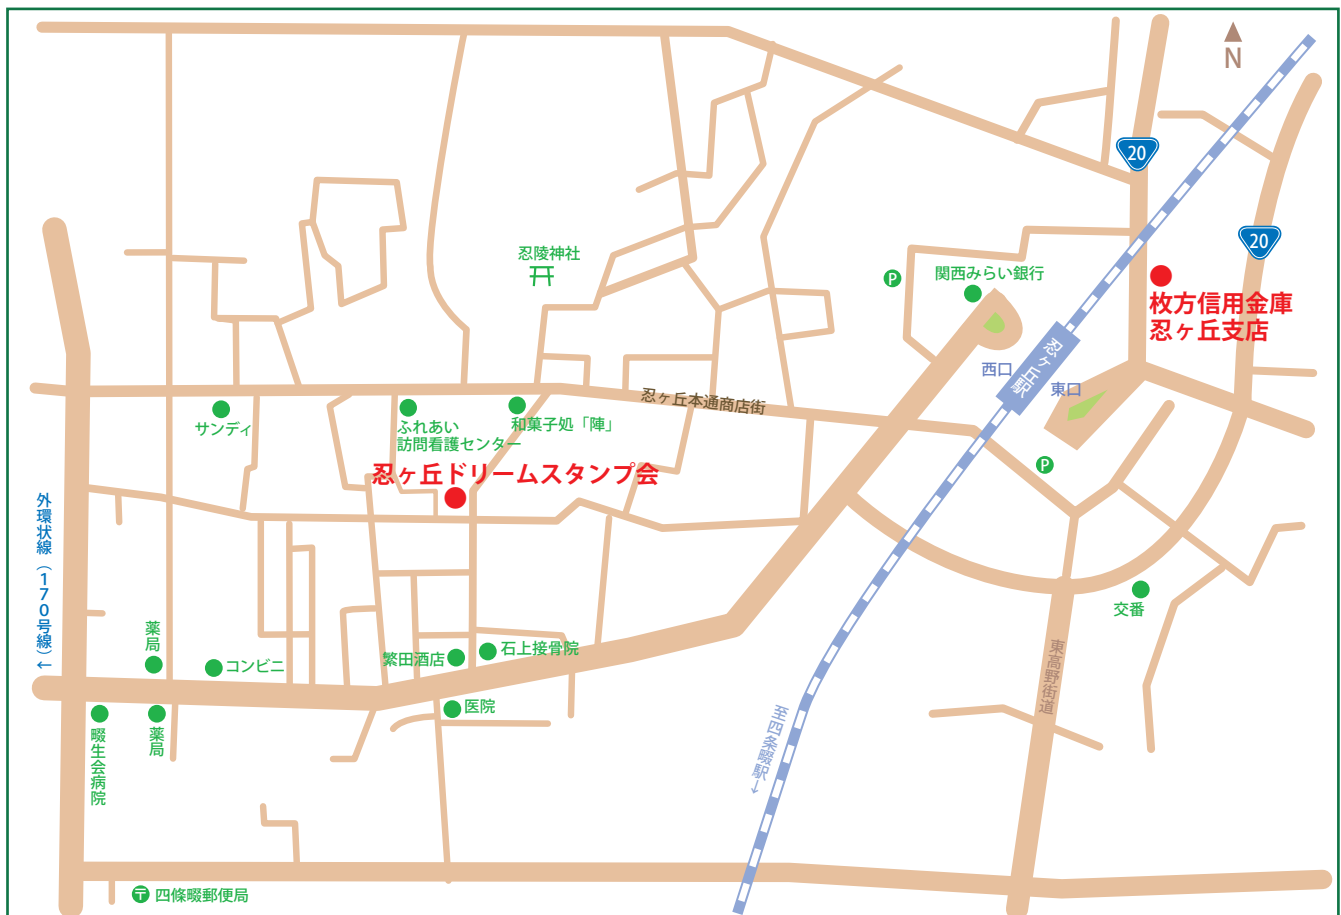 N
20
20
忍陵神社
P
関西みらい銀行
枚方信用金庫
忍ヶ丘支店
忍ヶ丘駅
西口
東口
忍ヶ丘本通商店街
サンディ
ふれあい
訪問看護センター
和菓子処「陣」
忍ヶ丘ドリームスタンプ会
P
外環状線(170号線)←
交番
薬局
コンビニ
繁田酒店
石上接骨院
東高野街道
医院
薬局
畷生会病院
至四条畷駅→
〒 四條畷郵便局